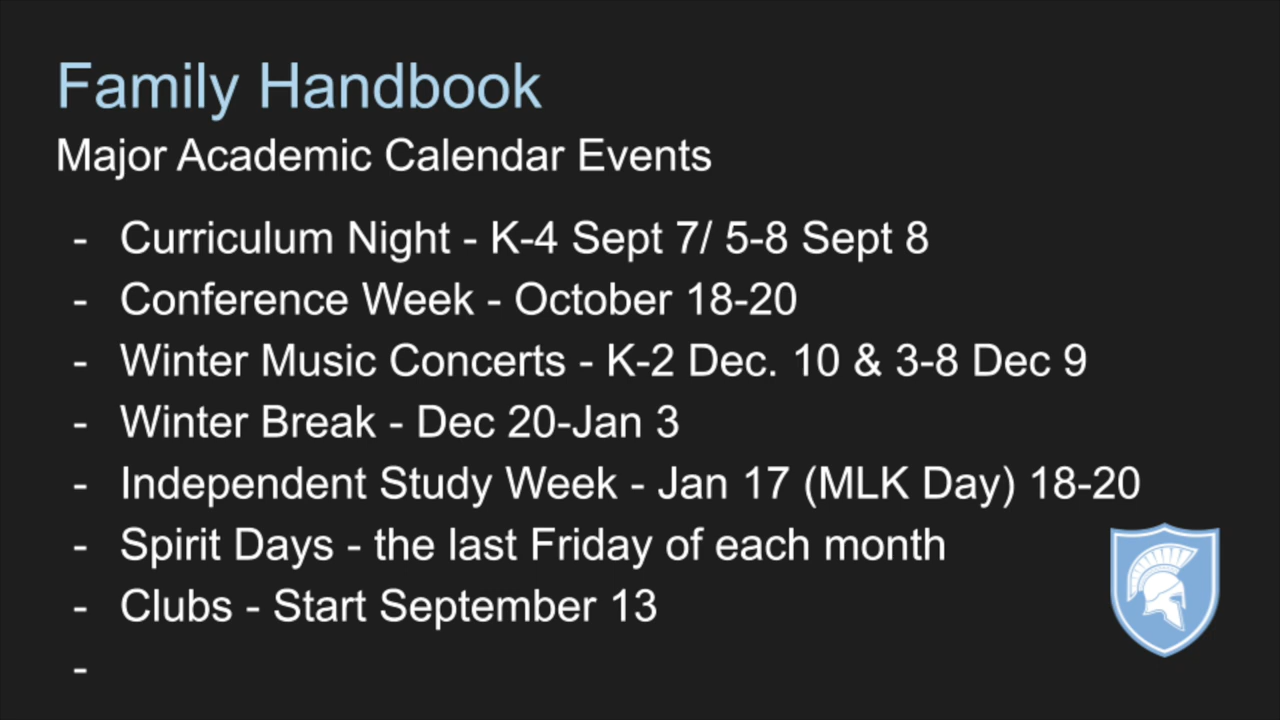 Family Handbook
Major Academic Calendar Events
- Curriculum Night - K-4 Sept 7/ 5-8 Sept 8
- Conference Week - October 18-20
- Winter Music Concerts - K-2 Dec. 10 & 3-8 Dec 9
- Winter Break - Dec 20-Jan 3
- Independent Study Week - Jan 17 (MLK Day) 18-20
- Spirit Days - the last Friday of each month
- Clubs - Start September 13
-